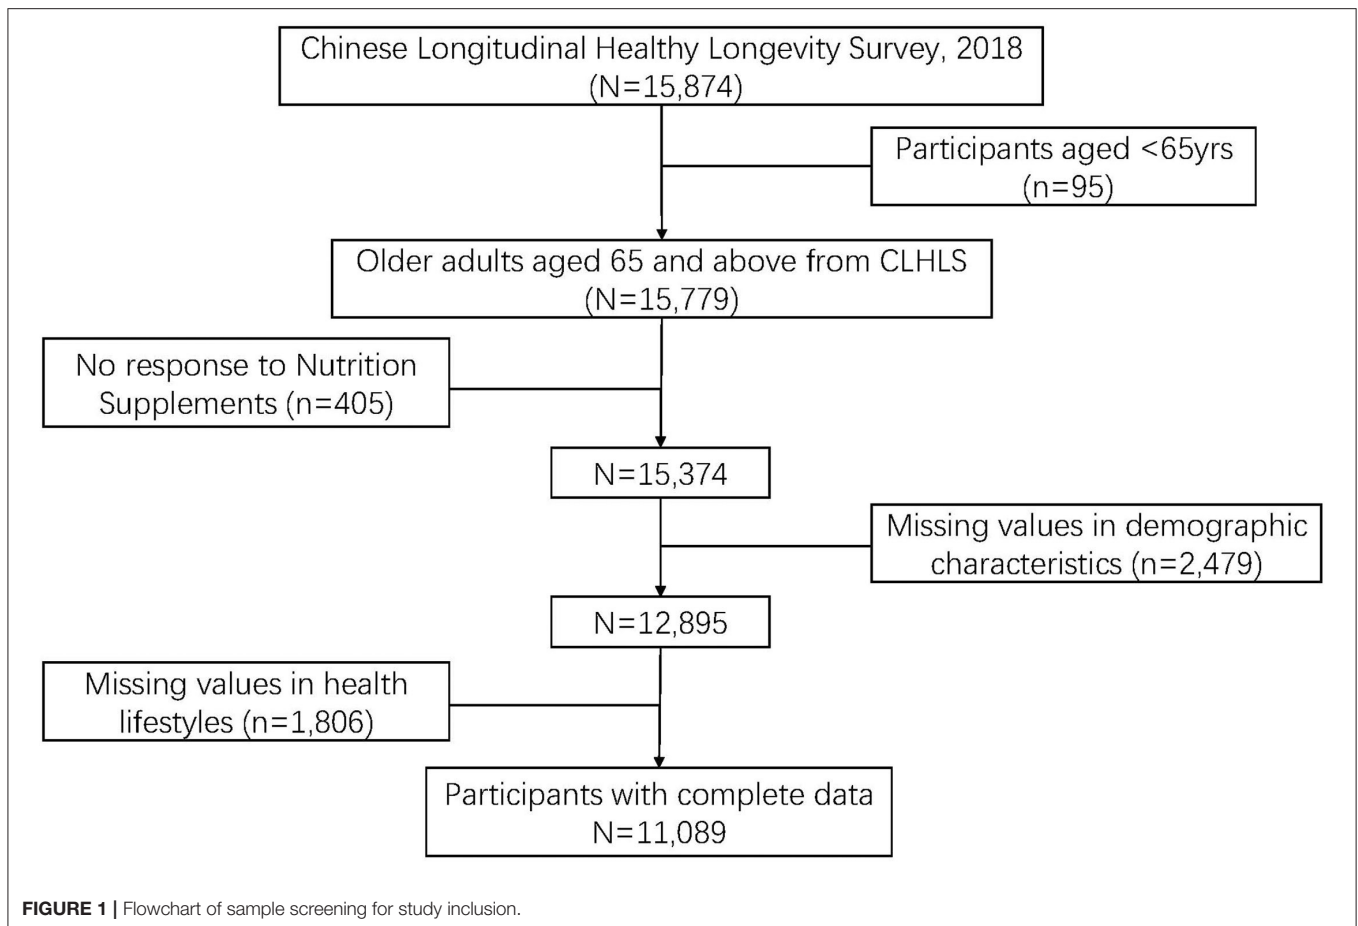 Chinese Longitudinal Healthy Longevity Survey, 2018
(N=15,874)
Participants aged <65yrs
(n=95)
Older adults aged 65 and above from CLHLS
(N=15,779)
No response to Nutrition
Supplements (n=405)
N=15,374
Missing values in demographic
characteristics (n=2,479)
N=12,895
Missing values in health
lifestyles (n=1,806)
Participants with complete data
N=11,089
FIGURE 1 | Flowchart of sample screening for study inclusion.